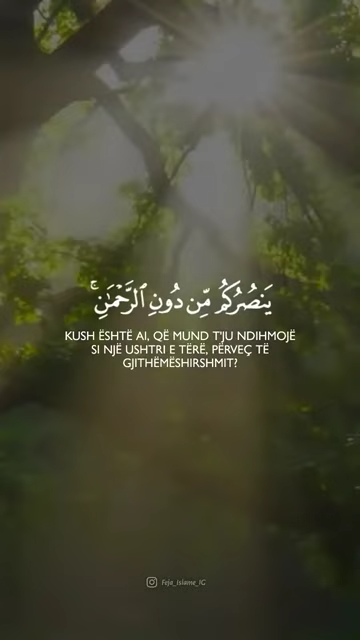 يَنصُرُكُم مِّن دُونِ ٱلرَّحْمَٰنِ ۚ
KUSH ËSHTË AI, QË MUND T'JU NDIHMOJË
SI NJË USHTRI E TËRË, PËRVEÇ TË
GJITHËMËSHIRSHMIT?
Feja_Islame_IG